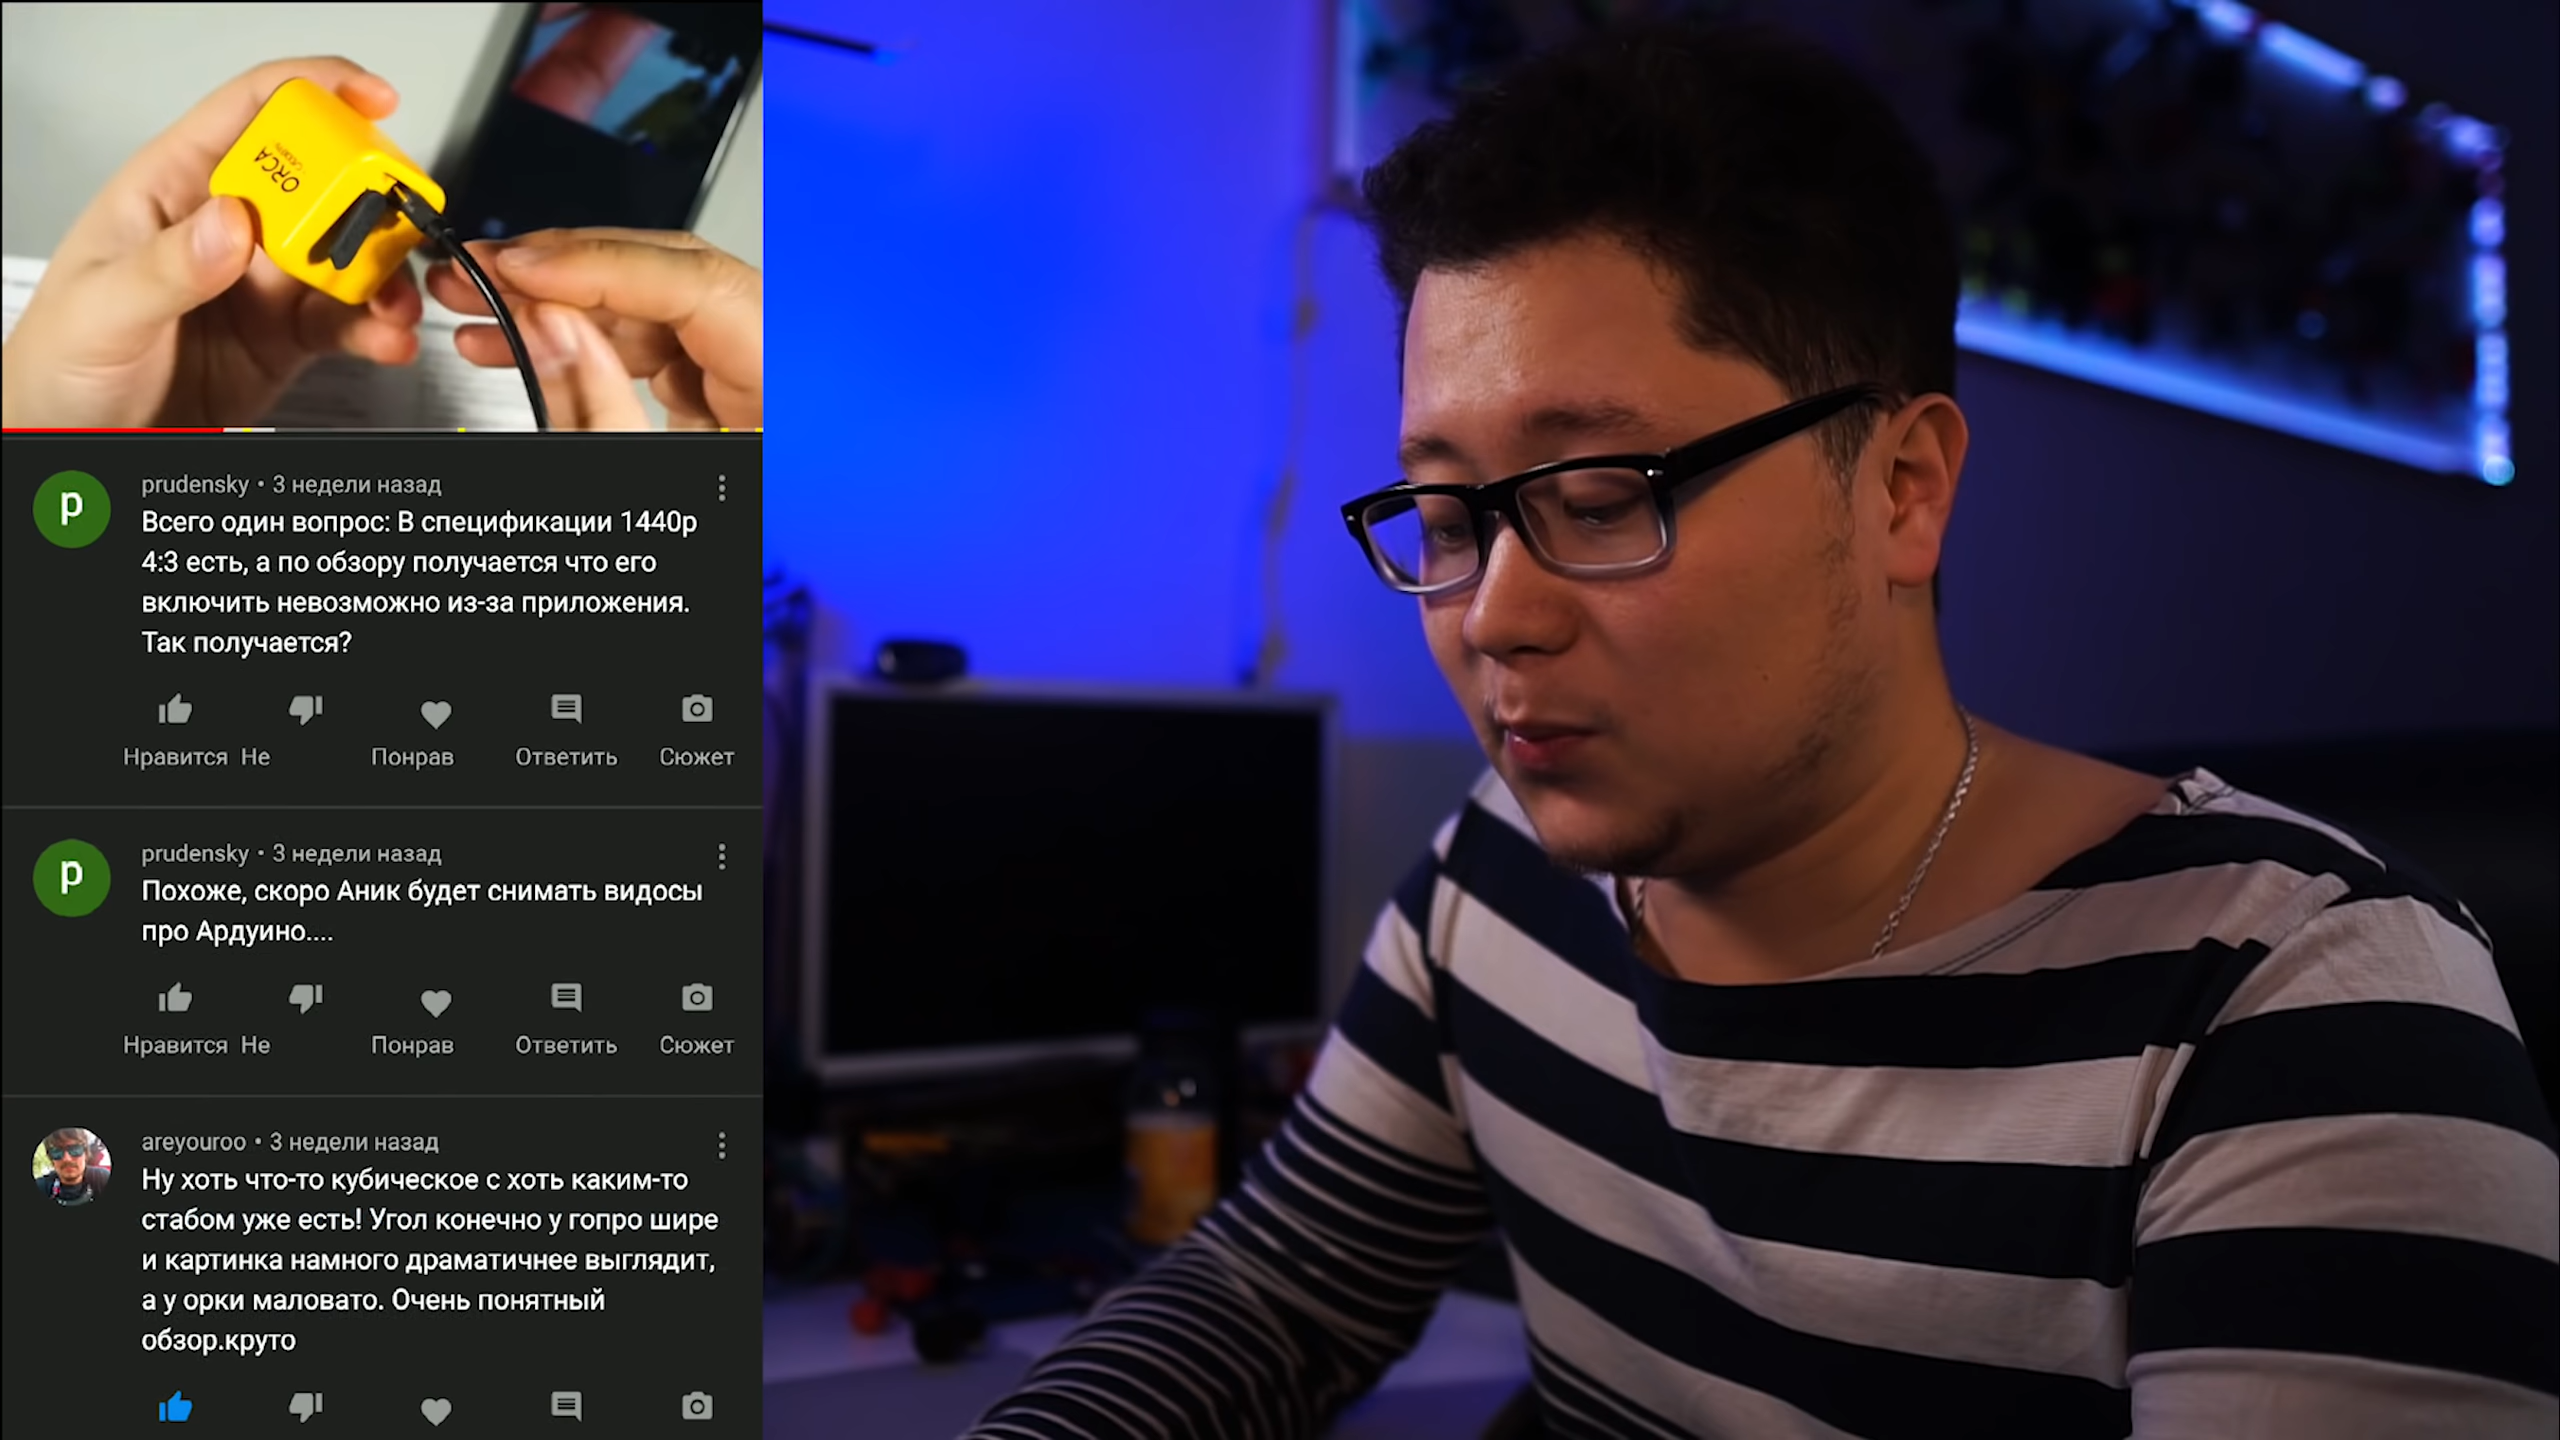 ORCA
p
prudensky • 3 недели назад
Всего один вопрос: В спецификации 1440p
4:3 есть, а по обзору получается что его
включить невозможно из-за приложения.
Так получается?
Нравится Не Понрав Ответить Сюжет
p
prudensky • 3 недели назад
Похоже, скоро Аник будет снимать видосы
про Ардуино....
Нравится Не Понрав Ответить Сюжет
areyouroo • 3 недели назад
Ну хоть что-то кубическое с хоть каким-то
стабом уже есть! Угол конечно у гопро шире
и картинка намного драматичнее выглядит,
а у орки маловато. Очень понятный
обзор.круто